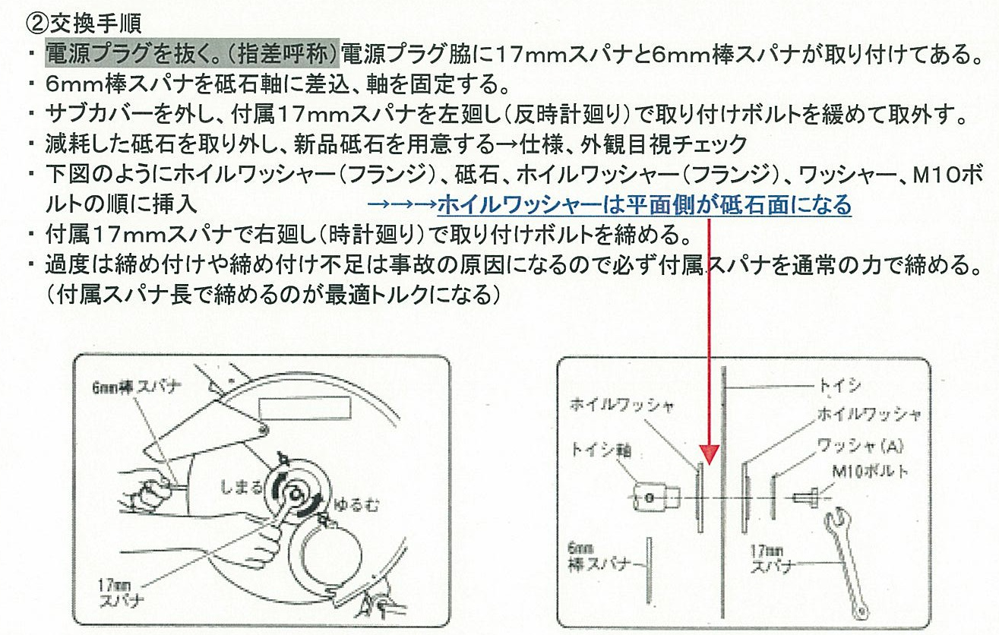 ②交換手順
・電源プラグを抜く。（指差呼称）電源プラグ脇に17mmスパナと6mm棒スパナが取り付けてある。
・6mm棒スパナを砥石軸に差込、軸を固定する。
・サブカバーを外し、付属17mmスパナを左廻し（反時計廻り）で取り付けボルトを緩めて取外す。
・減耗した砥石を取り外し、新品砥石を用意する→仕様、外観目視チェック
・下図のようにホイルワッシャー（フランジ）、砥石、ホイルワッシャー（フランジ）、ワッシャー、M10ボ
ルトの順に挿入 →→→ホイルワッシャーは平面側が砥石面になる
・付属17mmスパナで右廻し（時計廻り）で取り付けボルトを締める。
・過度は締め付けや締め付け不足は事故の原因になるので必ず付属スパナを通常の力で締める。
（付属スパナ長で締めるのが最適トルクになる）
6mm棒スパナ
しまる
ゆるむ
17mm
スパナ
トイシ
ホイルワッシャ
ホイルワッシャ
ワッシャ(A)
トイシ軸
M10ボルト
6mm
棒スパナ
17mm
スパナ